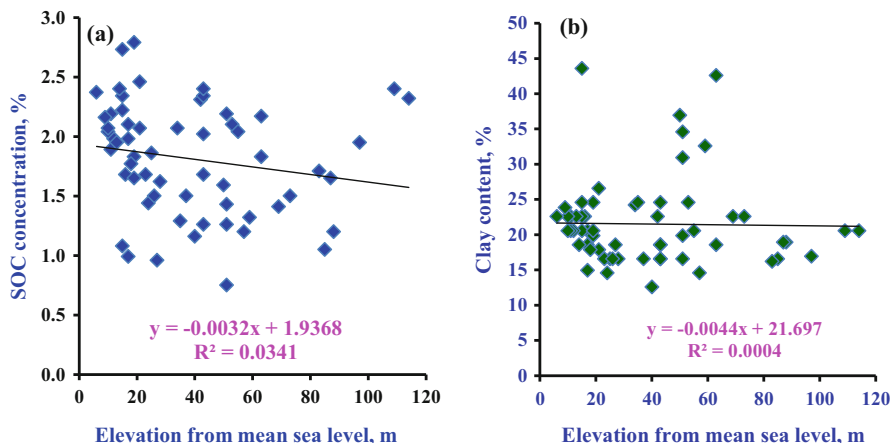 (a)
3.0
2.5
2.0
1.5
1.0
0.5
0.0
SOC concentration, %
y = -0.0032x + 1.9368
R² = 0.0341
0 20 40 60 80 100 120
Elevation from mean sea level, m
(b)
50
45
40
35
30
25
20
15
10
5
0
Clay content, %
y = -0.0044x + 21.697
R² = 0.0004
0 20 40 60 80 100 120
Elevation from mean sea level, m